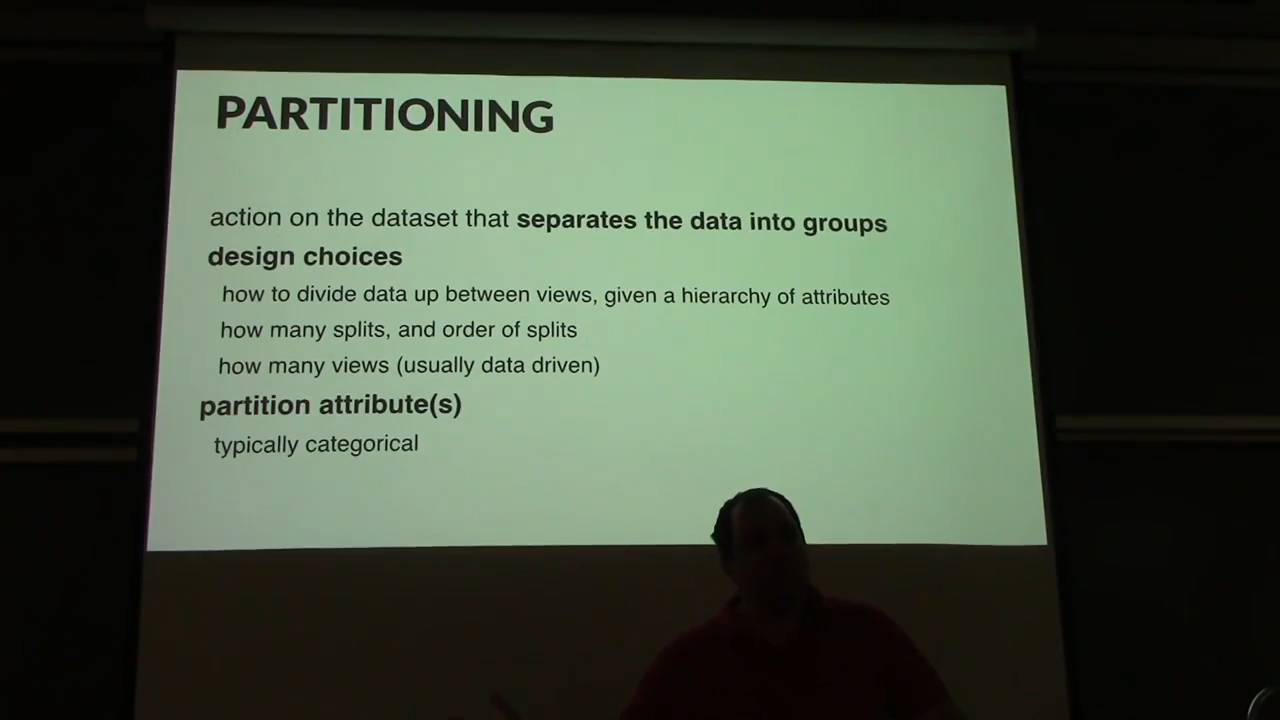 PARTITIONING
action on the dataset that separates the data into groups
design choices
how to divide data up between views, given a hierarchy of attributes
how many splits, and order of splits
how many views (usually data driven)
partition attribute(s)
typically categorical